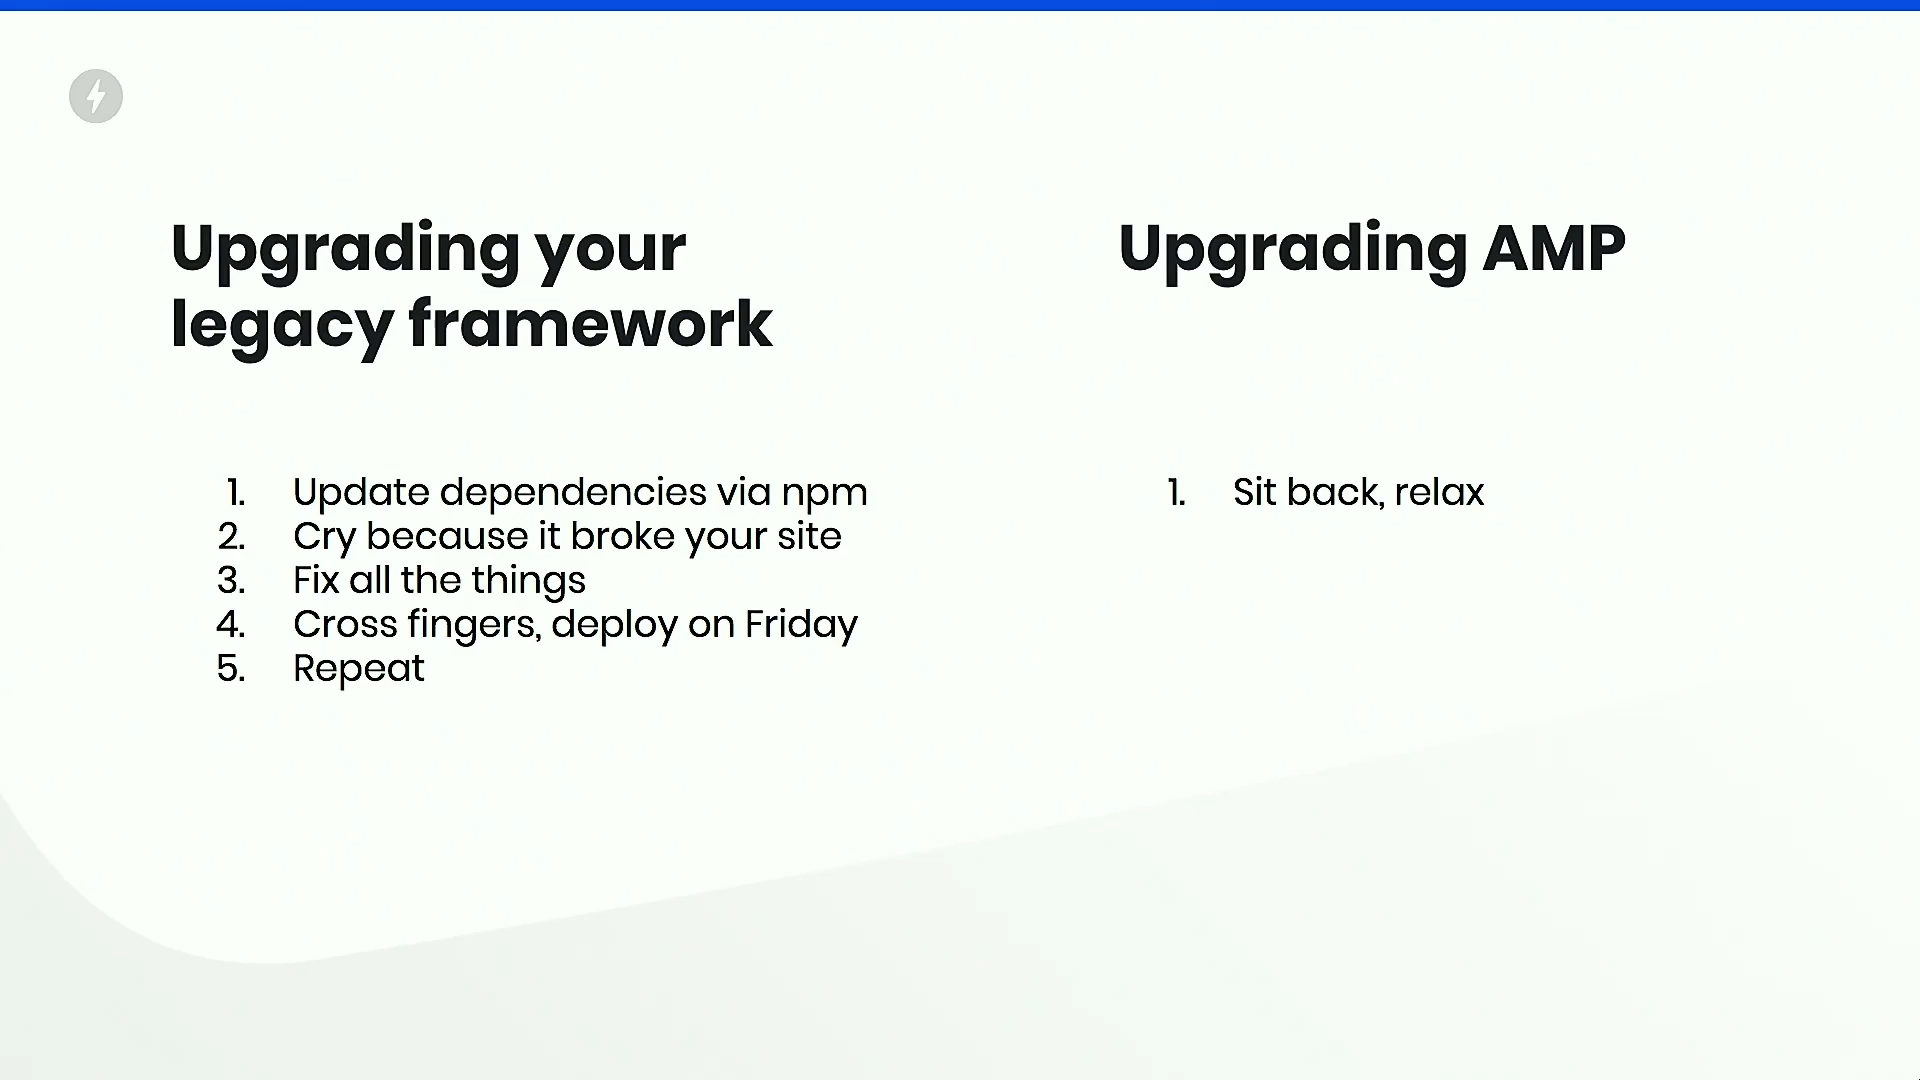 Upgrading your
legacy framework
1. Update dependencies via npm
2. Cry because it broke your site
3. Fix all the things
4. Cross fingers, deploy on Friday
5. Repeat
Upgrading AMP
1. Sit back, relax